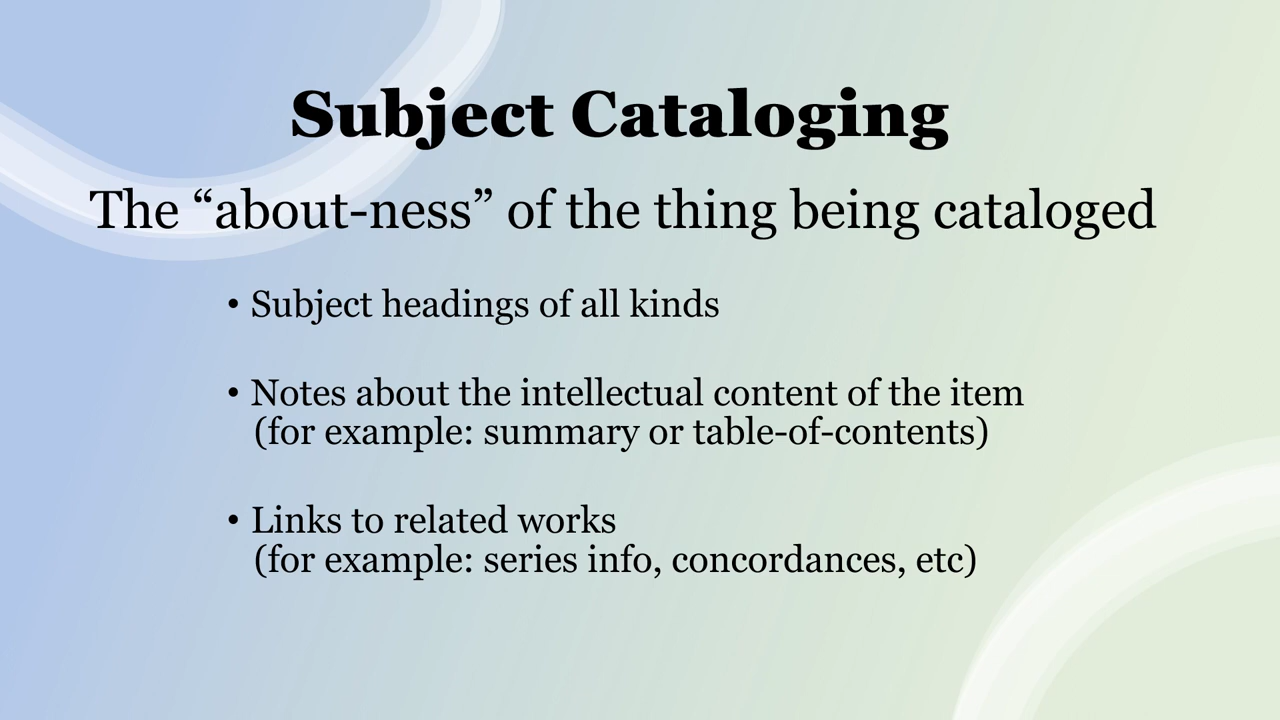 Subject Cataloging
The “about-ness” of the thing being cataloged
• Subject headings of all kinds
• Notes about the intellectual content of the item
(for example: summary or table-of-contents)
• Links to related works
(for example: series info, concordances, etc)